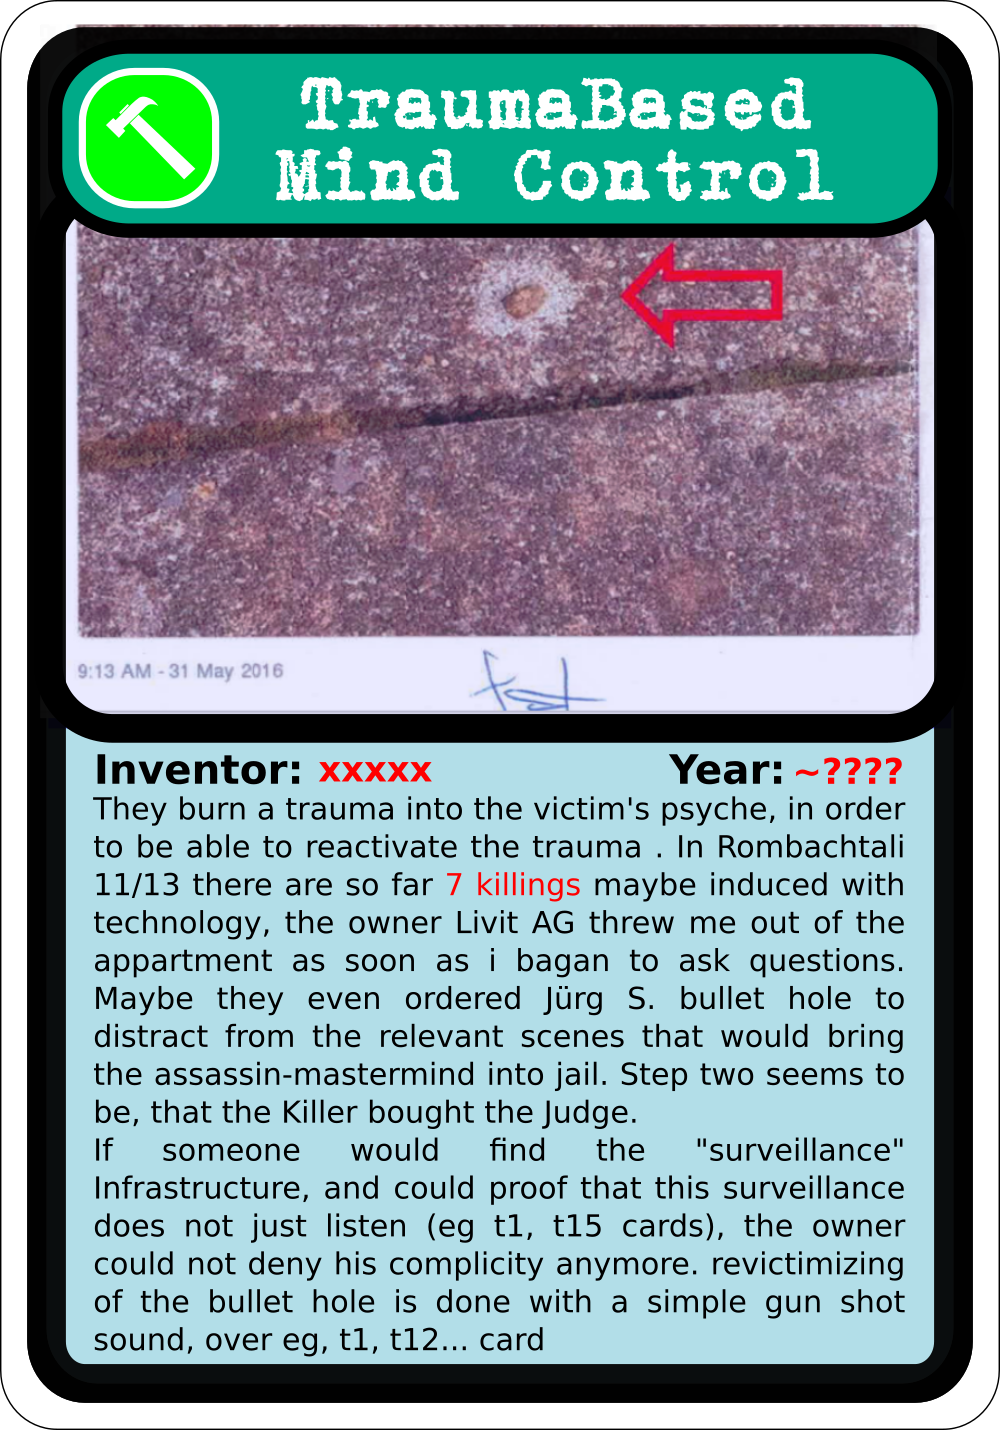 TraumaBased
Mind Control
9:13 AM - 31 May 2016
Inventor: xxxxx Year: ~????
They burn a trauma into the victim's psyche, in order
to be able to reactivate the trauma . In Rombachtali
11/13 there are so far 7 killings maybe induced with
technology, the owner Livit AG threw me out of the
appartment as soon as i bagan to ask questions.
Maybe they even ordered Jürg S. bullet hole to
distract from the relevant scenes that would bring
the assassin-mastermind into jail. Step two seems to
be, that the Killer bought the Judge.
If someone would find the "surveillance"
Infrastructure, and could proof that this surveillance
does not just listen (eg t1, t15 cards), the owner
could not deny his complicity anymore. revictimizing
of the bullet hole is done with a simple gun shot
sound, over eg, t1, t12... card